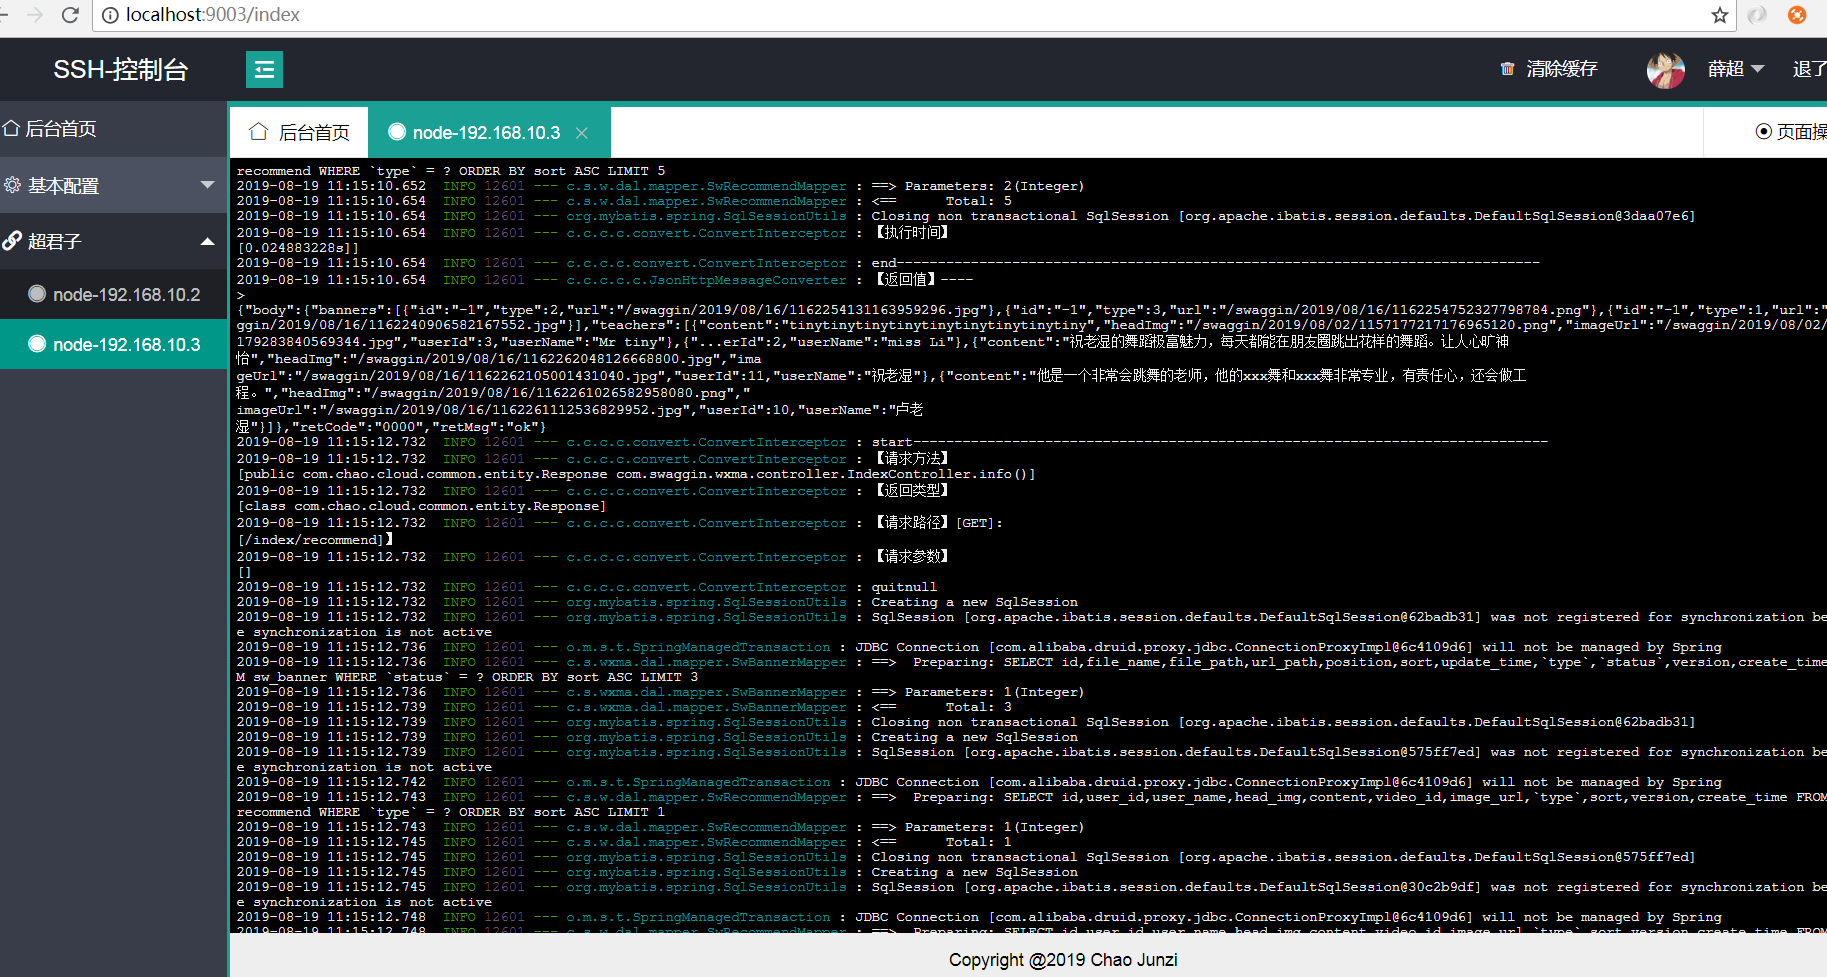 localhost:9003/index
SSH-控制台
清除缓存
薛超
退了
后台首页
基本配置
超君子
node-192.168.10.2
node-192.168.10.3
后台首页
node-192.168.10.3
页面操
recommend WHERE `type` = ? ORDER BY sort ASC LIMIT 5
2019-08-19 11:15:10.652  INFO 12601 --- c.s.w.dal.mapper.SwRecommendMapper : ==> Parameters: 2(Integer)
2019-08-19 11:15:10.654  INFO 12601 --- c.s.w.dal.mapper.SwRecommendMapper : <==      Total: 5
2019-08-19 11:15:10.654  INFO 12601 --- org.mybatis.spring.SqlSessionUtils : Closing non transactional SqlSession [org.apache.ibatis.session.defaults.DefaultSqlSession@3daa07e6]
2019-08-19 11:15:10.654  INFO 12601 --- c.c.c.c.convert.ConvertInterceptor : 【执行时间】
[0.024883228s]]
2019-08-19 11:15:10.654  INFO 12601 --- c.c.c.c.convert.ConvertInterceptor : end------------------------------------------------------------------------------
2019-08-19 11:15:10.654  INFO 12601 --- c.c.c.c.c.JsonHttpMessageConverter : 【返回值】----
>
{"body":{"banners":[{"id":"-1","type":2,"url":"/swaggin/2019/08/16/1162254131163959296.jpg"},{"id":"-1","type":3,"url":"/swaggin/2019/08/16/1162254752327798784.png"},{"id":"-1","type":1,"url":"
ggin/2019/08/16/1162240906582167552.jpg"}],"teachers":[{"content":"tinytinytinytinytinytinytinytinytiny","headImg":"/swaggin/2019/08/02/1157177217176965120.png","imageUrl":"/swaggin/2019/08/02/
179283840569344.jpg","userId":3,"userName":"Mr tiny"},{"...erId":2,"userName":"miss Li"},{"content":"祝老湿的舞蹈极富魅力，每天都能在朋友圈跳出花样的舞蹈。让人心旷神
怡","headImg":"/swaggin/2019/08/16/1162262048126668800.jpg","ima
geUrl":"/swaggin/2019/08/16/1162262105001431040.jpg","userId":11,"userName":"祝老湿"},{"content":"他是一个非常会跳舞的老师，他的xxx舞和xxx舞非常专业，有责任心，还会做工
程。","headImg":"/swaggin/2019/08/16/1162261026582958080.png","
imageUrl":"/swaggin/2019/08/16/1162261112536829952.jpg","userId":10,"userName":"卢老
湿"}]},"retCode":"0000","retMsg":"ok"}
2019-08-19 11:15:12.732  INFO 12601 --- c.c.c.c.convert.ConvertInterceptor : start-----------------------------------------------------------------------------
2019-08-19 11:15:12.732  INFO 12601 --- c.c.c.c.convert.ConvertInterceptor : 【请求方法】
[public com.chao.cloud.common.entity.Response com.swaggin.wxma.controller.IndexController.info()]
2019-08-19 11:15:12.732  INFO 12601 --- c.c.c.c.convert.ConvertInterceptor : 【返回类型】
[class com.chao.cloud.common.entity.Response]
2019-08-19 11:15:12.732  INFO 12601 --- c.c.c.c.convert.ConvertInterceptor : 【请求路径】[GET]:
[/index/recommend]】
2019-08-19 11:15:12.732  INFO 12601 --- c.c.c.c.convert.ConvertInterceptor : 【请求参数】
[]
2019-08-19 11:15:12.732  INFO 12601 --- c.c.c.c.convert.ConvertInterceptor : quitnull
2019-08-19 11:15:12.732  INFO 12601 --- org.mybatis.spring.SqlSessionUtils : Creating a new SqlSession
2019-08-19 11:15:12.732  INFO 12601 --- org.mybatis.spring.SqlSessionUtils : SqlSession [org.apache.ibatis.session.defaults.DefaultSqlSession@62badb31] was not registered for synchronization be
e synchronization is not active
2019-08-19 11:15:12.736  INFO 12601 --- o.m.s.t.SpringManagedTransaction : JDBC Connection [com.alibaba.druid.proxy.jdbc.ConnectionProxyImpl@6c4109d6] will not be managed by Spring
2019-08-19 11:15:12.736  INFO 12601 --- c.s.wxma.dal.mapper.SwBannerMapper : ==>  Preparing: SELECT id,file_name,file_path,url_path,position,sort,update_time,`type`,`status`,version,create_time
M sw_banner WHERE `status` = ? ORDER BY sort ASC LIMIT 3
2019-08-19 11:15:12.736  INFO 12601 --- c.s.wxma.dal.mapper.SwBannerMapper : ==> Parameters: 1(Integer)
2019-08-19 11:15:12.739  INFO 12601 --- c.s.wxma.dal.mapper.SwBannerMapper : <==      Total: 3
2019-08-19 11:15:12.739  INFO 12601 --- org.mybatis.spring.SqlSessionUtils : Closing non transactional SqlSession [org.apache.ibatis.session.defaults.DefaultSqlSession@62badb31]
2019-08-19 11:15:12.739  INFO 12601 --- org.mybatis.spring.SqlSessionUtils : Creating a new SqlSession
2019-08-19 11:15:12.739  INFO 12601 --- org.mybatis.spring.SqlSessionUtils : SqlSession [org.apache.ibatis.session.defaults.DefaultSqlSession@575ff7ed] was not registered for synchronization be
e synchronization is not active
2019-08-19 11:15:12.742  INFO 12601 --- o.m.s.t.SpringManagedTransaction : JDBC Connection [com.alibaba.druid.proxy.jdbc.ConnectionProxyImpl@6c4109d6] will not be managed by Spring
2019-08-19 11:15:12.743  INFO 12601 --- c.s.w.dal.mapper.SwRecommendMapper : ==>  Preparing: SELECT id,user_id,user_name,head_img,content,video_id,image_url,`type`,sort,version,create_time FROM
recommend WHERE `type` = ? ORDER BY sort ASC LIMIT 1
2019-08-19 11:15:12.743  INFO 12601 --- c.s.w.dal.mapper.SwRecommendMapper : ==> Parameters: 1(Integer)
2019-08-19 11:15:12.745  INFO 12601 --- c.s.w.dal.mapper.SwRecommendMapper : <==      Total: 1
2019-08-19 11:15:12.745  INFO 12601 --- org.mybatis.spring.SqlSessionUtils : Closing non transactional SqlSession [org.apache.ibatis.session.defaults.DefaultSqlSession@575ff7ed]
2019-08-19 11:15:12.745  INFO 12601 --- org.mybatis.spring.SqlSessionUtils : Creating a new SqlSession
2019-08-19 11:15:12.745  INFO 12601 --- org.mybatis.spring.SqlSessionUtils : SqlSession [org.apache.ibatis.session.defaults.DefaultSqlSession@30c2b9df] was not registered for synchronization be
e synchronization is not active
2019-08-19 11:15:12.748  INFO 12601 --- o.m.s.t.SpringManagedTransaction : JDBC Connection [com.alibaba.druid.proxy.jdbc.ConnectionProxyImpl@6c4109d6] will not be managed by Spring
2019-08-19 11:15:12.748  INFO 12601 --- c.s.w.dal.mapper.SwRecommendMapper : ==>  Preparing: SELECT id,user_id,user_name,head_img,content,video_id,image_url,`type`,sort,version,create_time FROM
Copyright @2019 Chao Junzi